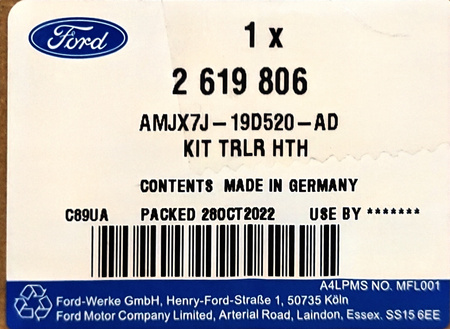 Ford
1 x
2 619 806
AMJX7J-19D520-AD
KIT TRLR HTH
CONTENTS MADE IN GERMANY
C89UA PACKED 28OCT2022 USE BY *******
A4LPMS NO. MFL001
Ford-Werke GmbH, Henry-Ford-Straße 1, 50735 Köln
Ford Motor Company Limited, Arterial Road, Laindon, Essex. SS15 6EE